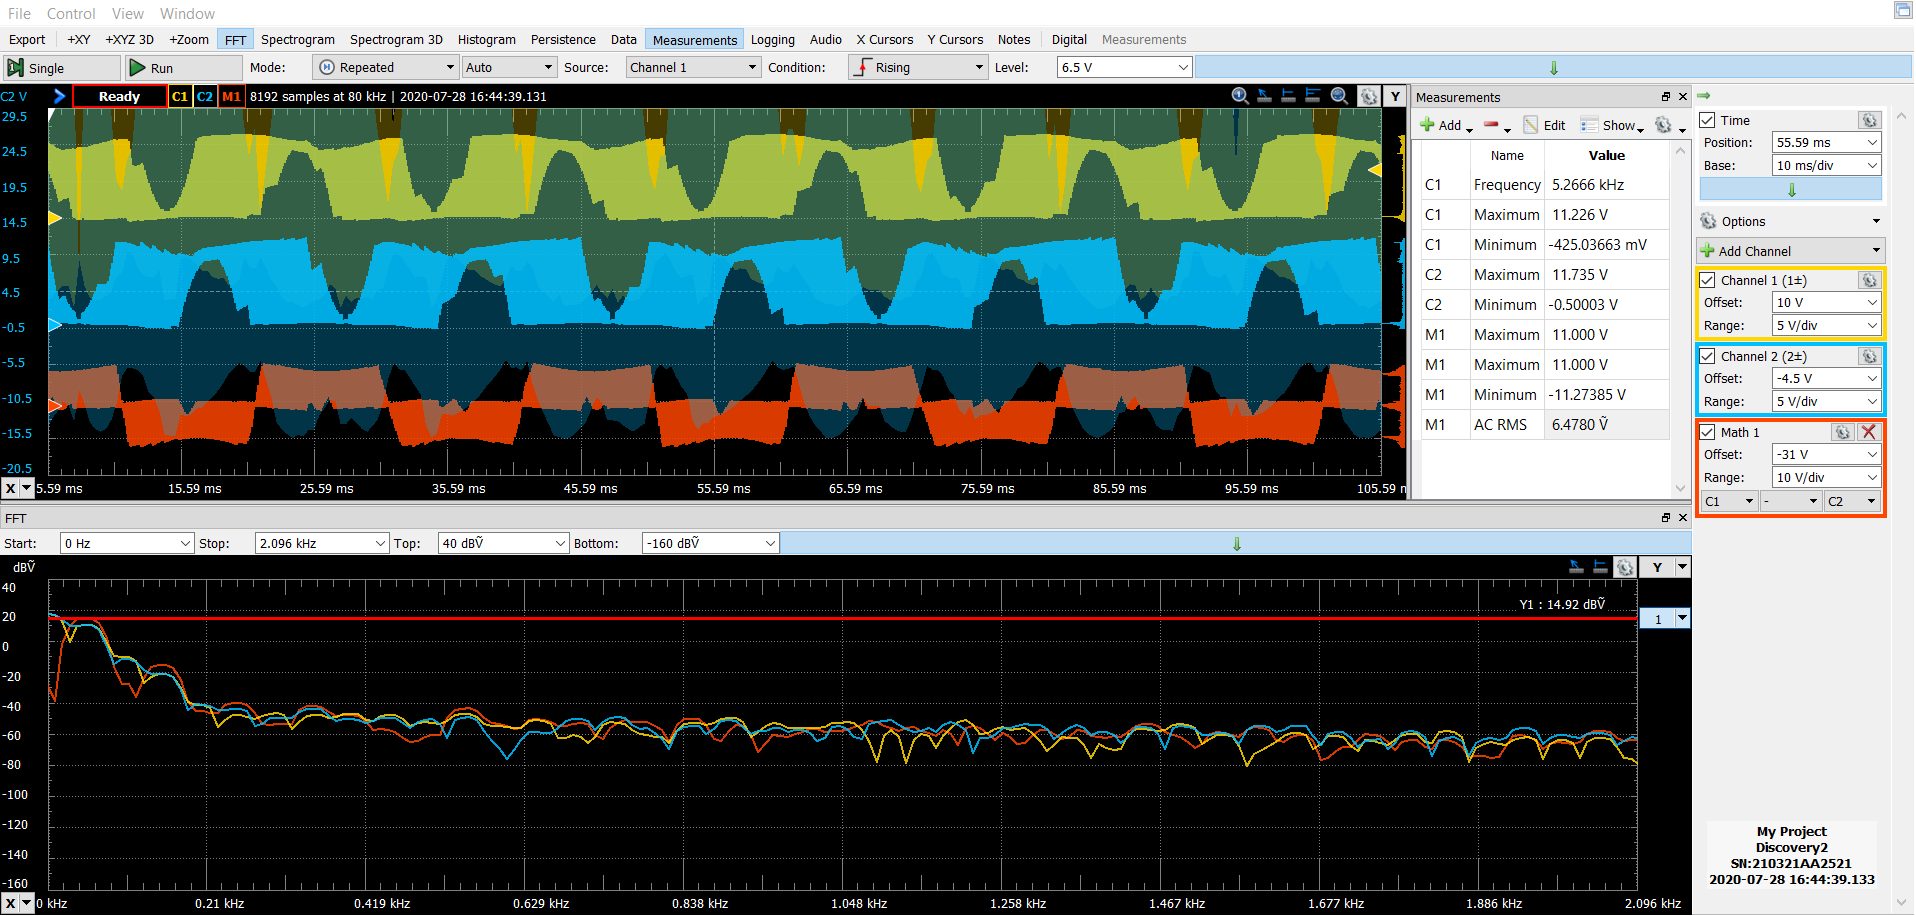 File Control View Window
Export +XY +XYZ 3D +Zoom FFT Spectrogram Spectrogram 3D Histogram Persistence Data Measurements Logging Audio X Cursors Y Cursors Notes Digital Measurements
Single Run Mode: Repeated Auto Source: Channel 1 Condition: Rising Level: 6.5 V
C2 V Ready C1 C2 M1 8192 samples at 80 kHz | 2020-07-28 16:44:39.131 Y
29.5
24.5
19.5
14.5
9.5
4.5
-0.5
-5.5
-10.5
-15.5
-20.5
X 5.59 ms 15.59 ms 25.59 ms 35.59 ms 45.59 ms 55.59 ms 65.59 ms 75.59 ms 85.59 ms 95.59 ms 105.59 r
Measurements
Add Edit Show
Name Value
C1 Frequency 5.2666 kHz
C1 Maximum 11.226 V
C1 Minimum -425.03663 mV
C2 Maximum 11.735 V
C2 Minimum -0.50003 V
M1 Maximum 11.000 V
M1 Maximum 11.000 V
M1 Minimum -11.27385 V
M1 AC RMS 6.4780 Ṽ
Time
Position: 55.59 ms
Base: 10 ms/div
Options
Add Channel
Channel 1 (1±)
Offset: 10 V
Range: 5 V/div
Channel 2 (2±)
Offset: -4.5 V
Range: 5 V/div
Math 1
Offset: -31 V
Range: 10 V/div
C1 - C2
FFT
Start: 0 Hz Stop: 2.096 kHz Top: 40 dBṼ Bottom: -160 dBṼ
dBṼ Y
40
Y1 : 14.92 dBṼ
20 1
0
-20
-40
-60
-80
-100
-120
-140
-160
X 0 kHz 0.21 kHz 0.419 kHz 0.629 kHz 0.838 kHz 1.048 kHz 1.258 kHz 1.467 kHz 1.677 kHz 1.886 kHz 2.096 kHz
My Project
Discovery2
SN:210321AA2521
2020-07-28 16:44:39.133